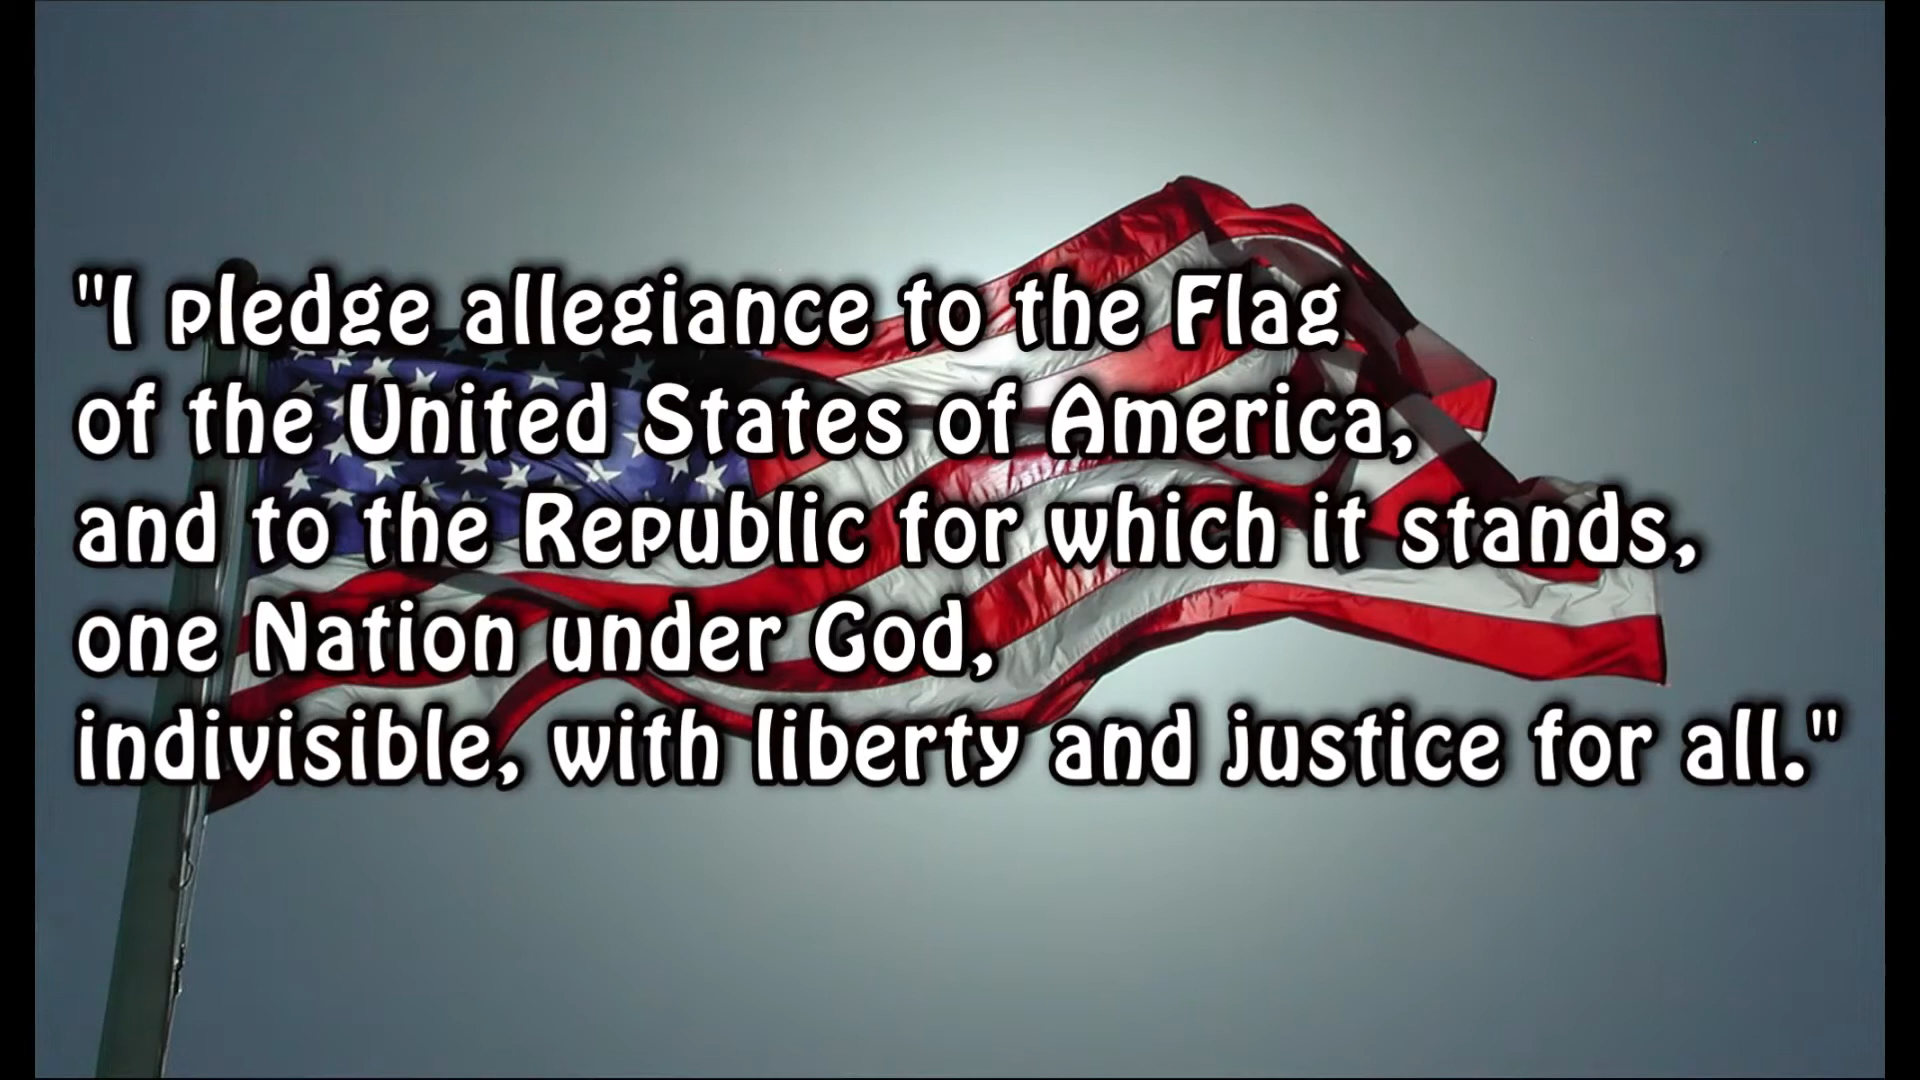 "I pledge allegiance to the Flag
of the United States of America,
and to the Republic for which it stands,
one Nation under God,
indivisible, with liberty and justice for all."